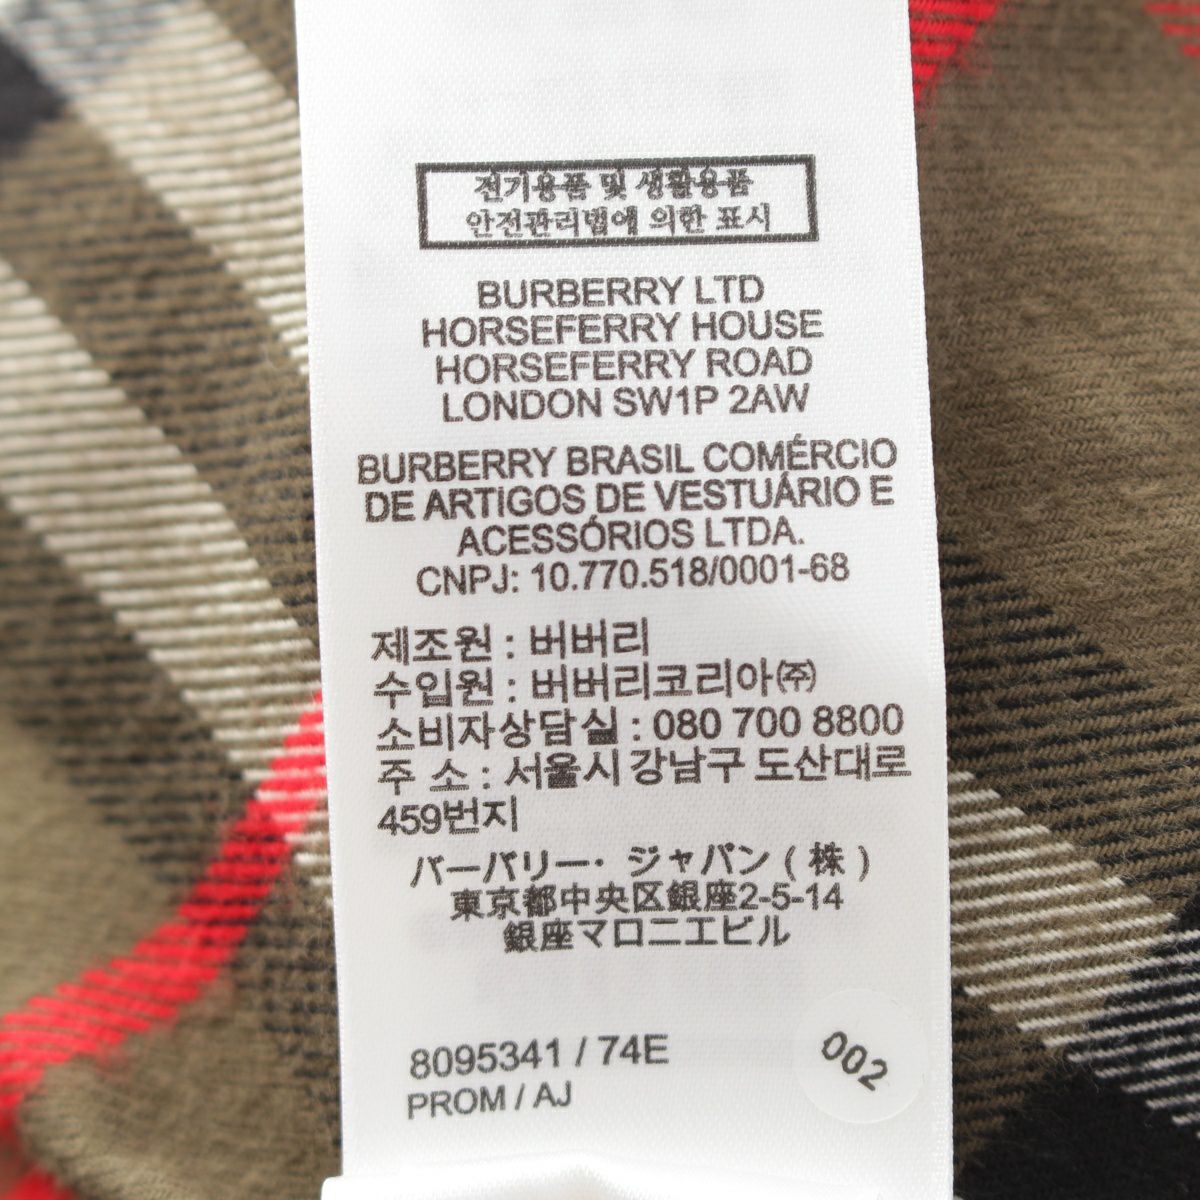 전기용품 및 생활용품
안전관리법에 의한 표시
BURBERRY LTD
HORSEFERRY HOUSE
HORSEFERRY ROAD
LONDON SW1P 2AW
BURBERRY BRASIL COMÉRCIO
DE ARTIGOS DE VESTUÁRIO E
ACESSÓRIOS LTDA.
CNPJ: 10.770.518/0001-68
제조원 : 버버리
수입원 : 버버리코리아㈜
소비자상담실 : 080 700 8800
주 소 : 서울시 강남구 도산대로
459번지
バーバリー・ジャパン ( 株 )
東京都中央区銀座2-5-14
銀座マロニエビル
8095341 / 74E
PROM / AJ
002